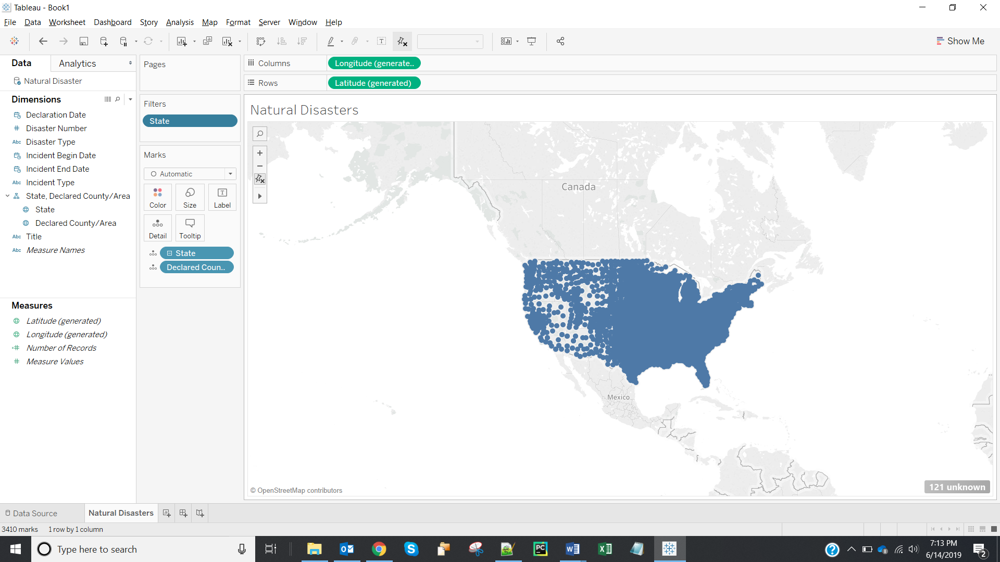 Tableau - Book1
File Data Worksheet Dashboard Story Analysis Map Format Server Window Help
Show Me
Data Analytics
Natural Disaster
Dimensions
Declaration Date
Disaster Number
Abc Disaster Type
Incident Begin Date
Incident End Date
Abc Incident Type
State, Declared County/Area
State
Declared County/Area
Abc Title
Abc Measure Names
Measures
Latitude (generated)
Longitude (generated)
Number of Records
Measure Values
Pages
Filters
State
Marks
Automatic
Color Size Label
Detail Tooltip
State
Declared Coun..
Columns Longitude (generate..
Rows Latitude (generated)
Natural Disasters
Canada
Mexico
© OpenStreetMap contributors
121 unknown
Data Source Natural Disasters
3410 marks 1 row by 1 column
Type here to search
7:13 PM
6/14/2019
2